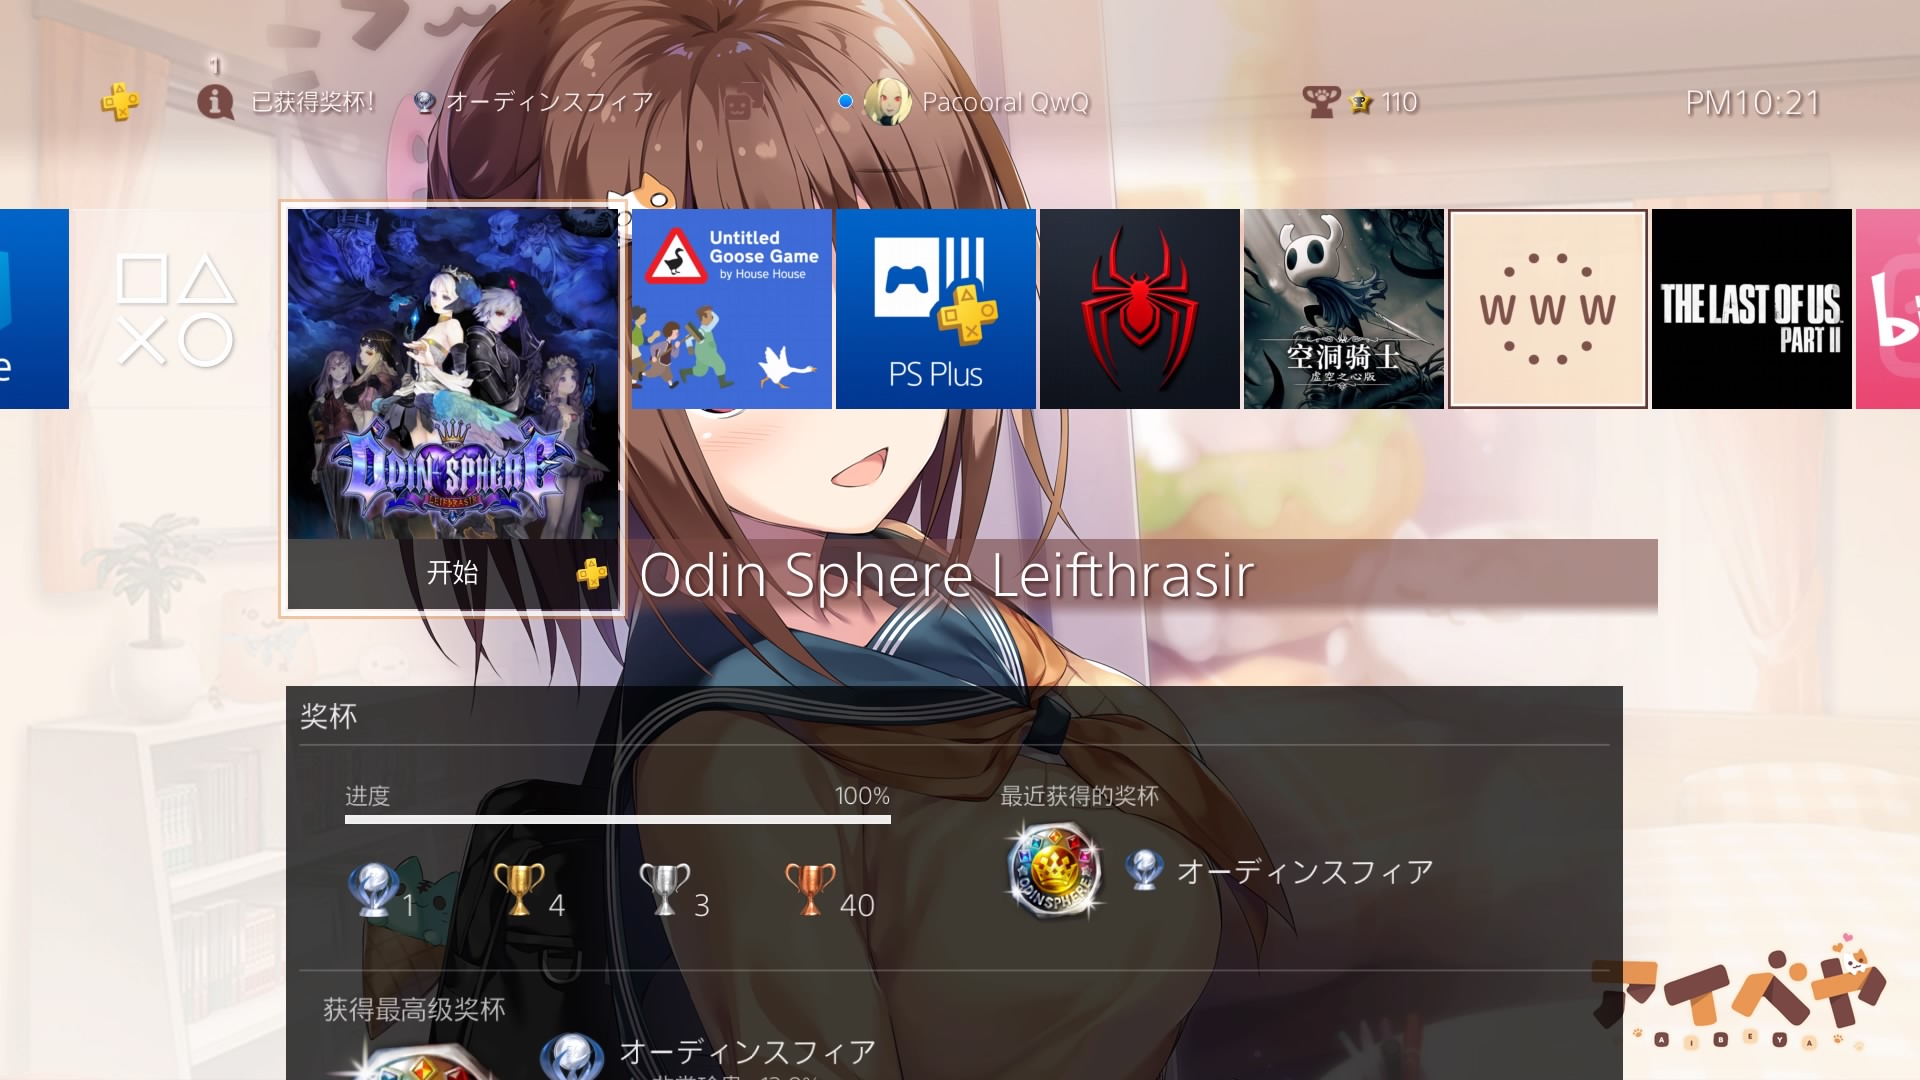 1
已获得奖杯！
オーディンスフィア
Pacooral QwQ
110
PM10:21
e
ODIN SPHERE
LEIFTHRASIR
Untitled
Goose Game
by House House
PS Plus
空洞骑士
虚空之心版
WWW
THE LAST OF US
PART II
开始
Odin Sphere Leifthrasir
奖杯
进度
100%
最近获得的奖杯
1
4
3
40
ODINSPHERE
オーディンスフィア
获得最高级奖杯
オーディンスフィア
アイベヤ
AIBEYA